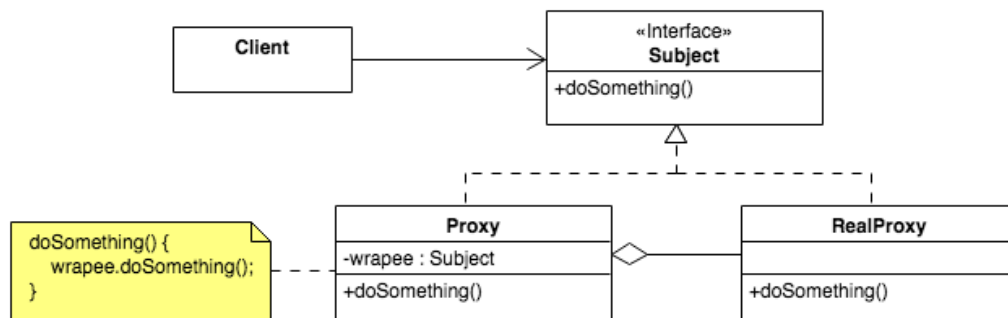 Client
«Interface»
Subject
+doSomething()
Proxy
-wrapee : Subject
+doSomething()
RealProxy
+doSomething()
doSomething() {
wrapee.doSomething();
}